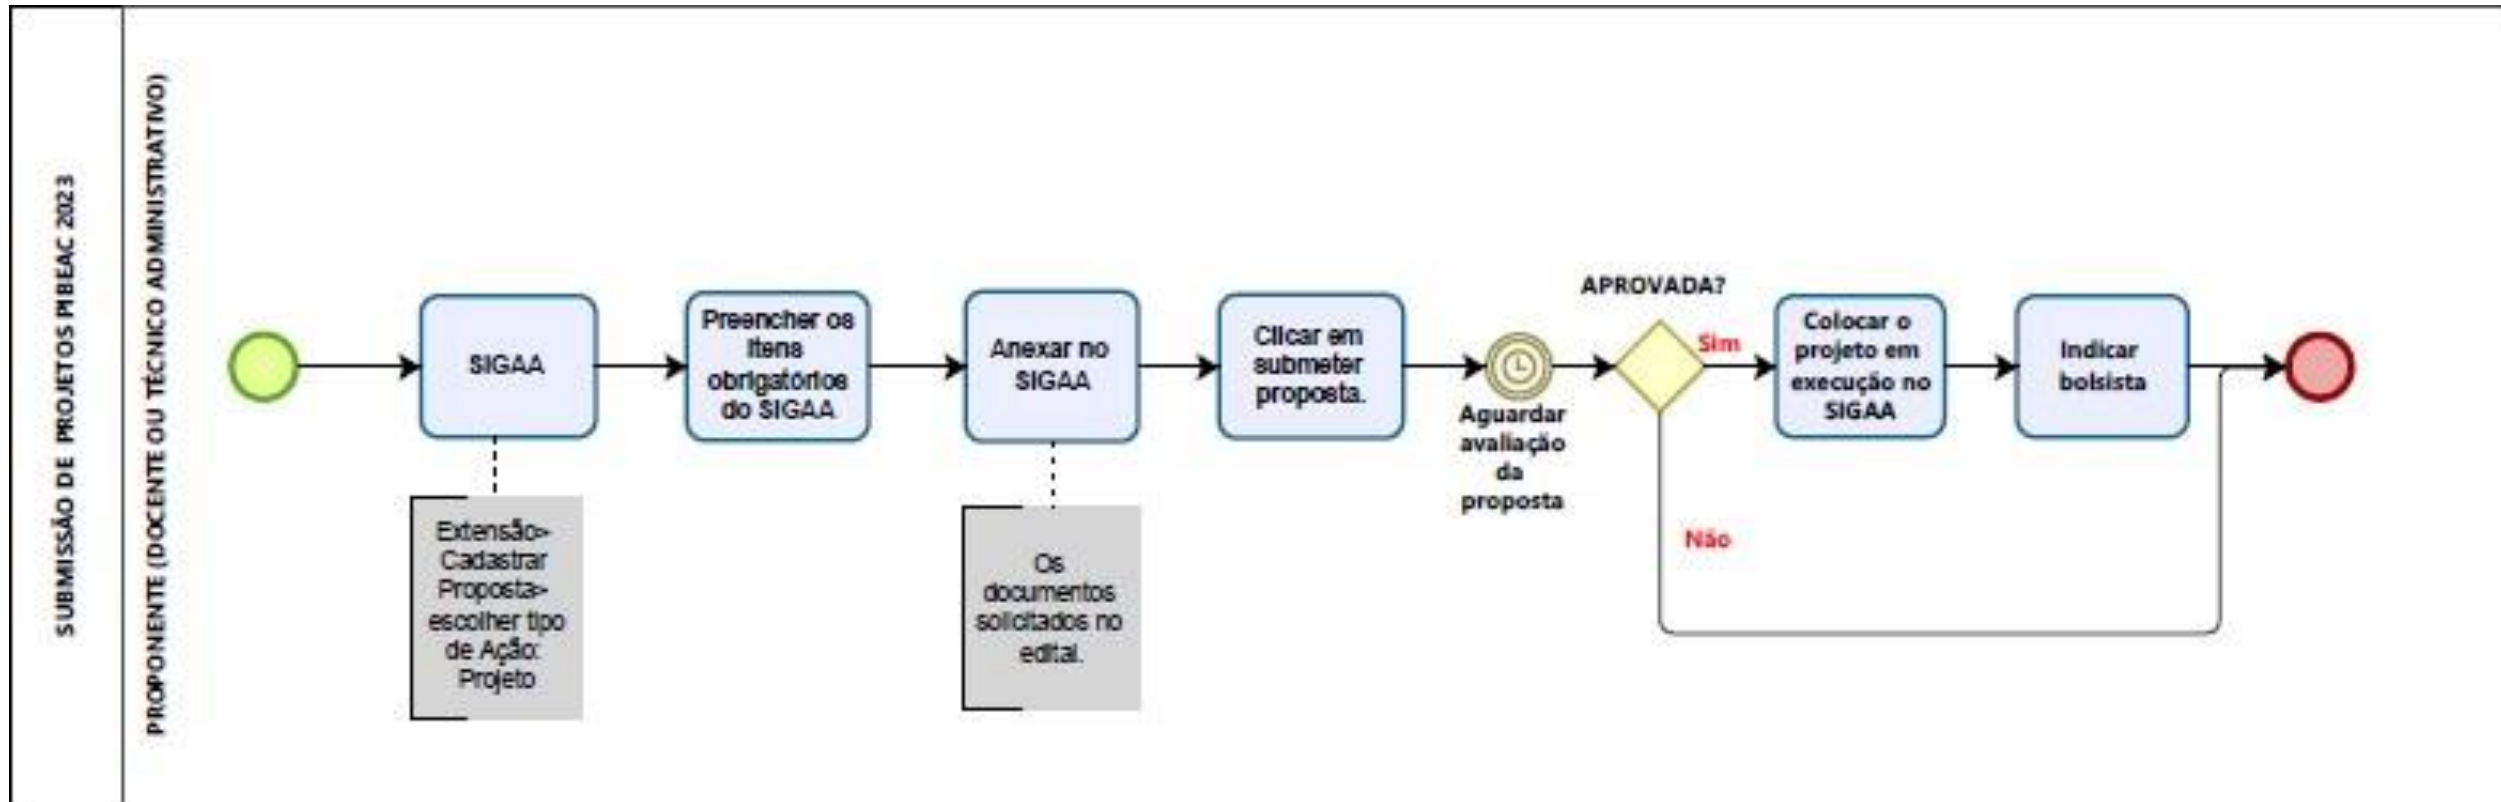 SUBMISSÃO DE PROJETOS PIBEAC 2023
PROPONENTE (DOCENTE OU TÉCNICO ADMINISTRATIVO)
SIGAA
Extensão>
Cadastrar
Proposta>
escolher tipo
de Ação:
Projeto
Preencher os
itens
obrigatórios
do SIGAA
Anexar no
SIGAA
Os
documentos
solicitados no
edital.
Clicar em
submeter
proposta.
Aguardar
avaliação
da
proposta
APROVADA?
Sim
Não
Colocar o
projeto em
execução no
SIGAA
Indicar
bolsista